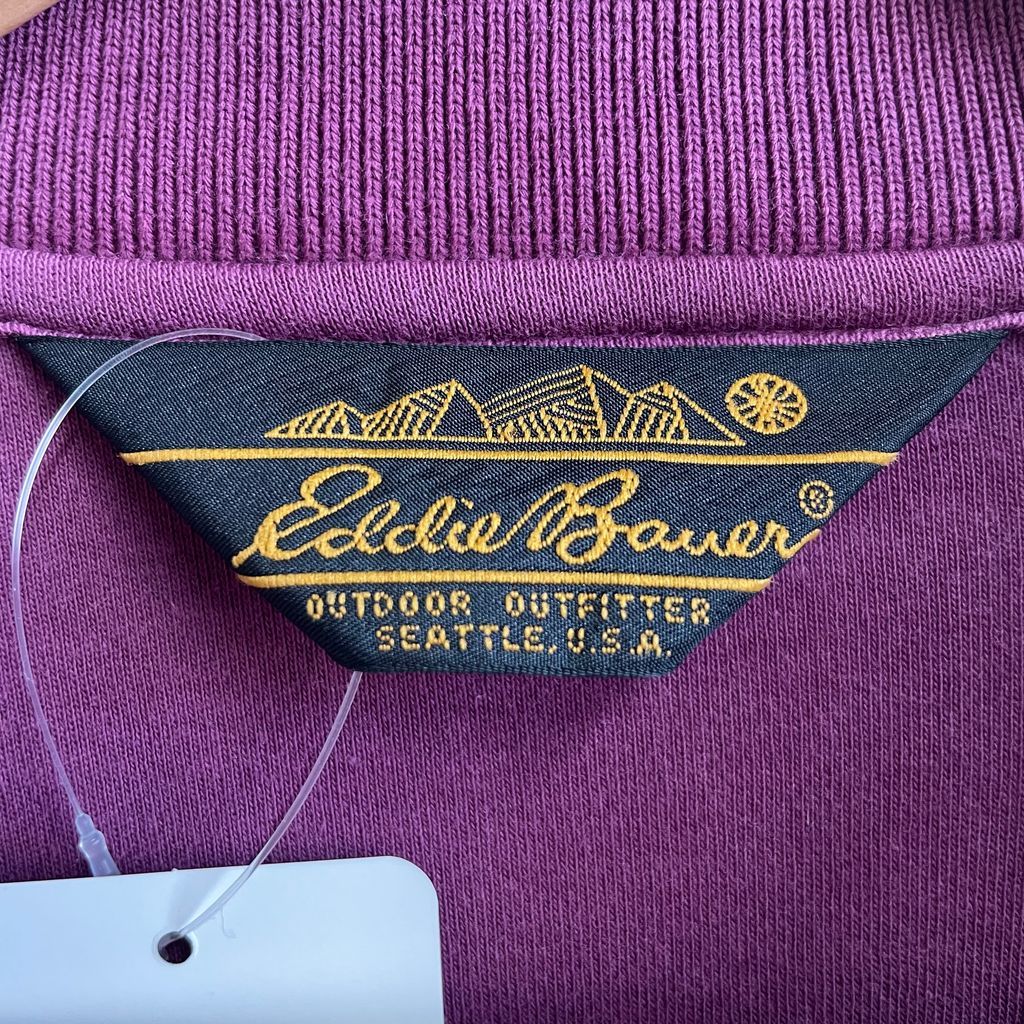 Eddie Bauer®
OUTDOOR OUTFITTER
SEATTLE, U.S.A.